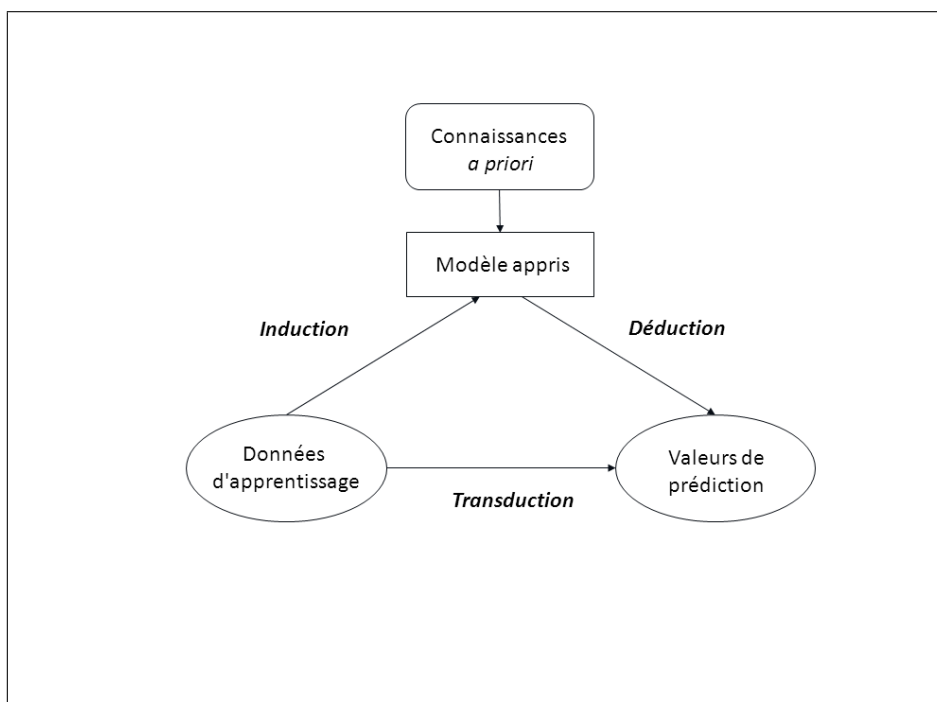 Connaissances
a priori
Modèle appris
Induction
Déduction
Données
d'apprentissage
Valeurs de
prédiction
Transduction